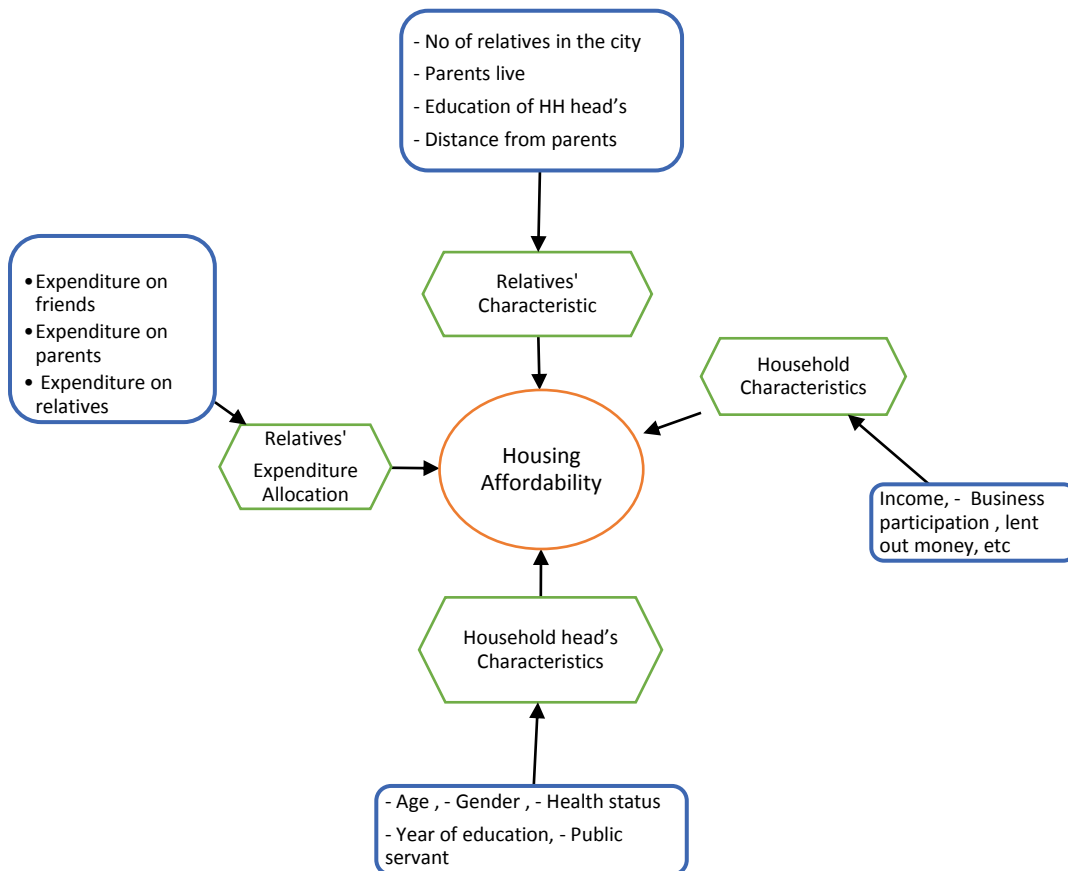 - No of relatives in the city
- Parents live
- Education of HH head’s
- Distance from parents
Relatives'
Characteristic
•Expenditure on
friends
•Expenditure on
parents
• Expenditure on
relatives
Household
Characteristics
Relatives'
Expenditure
Allocation
Housing
Affordability
Income, - Business
participation , lent
out money, etc
Household head’s
Characteristics
- Age , - Gender , - Health status
- Year of education, - Public
servant